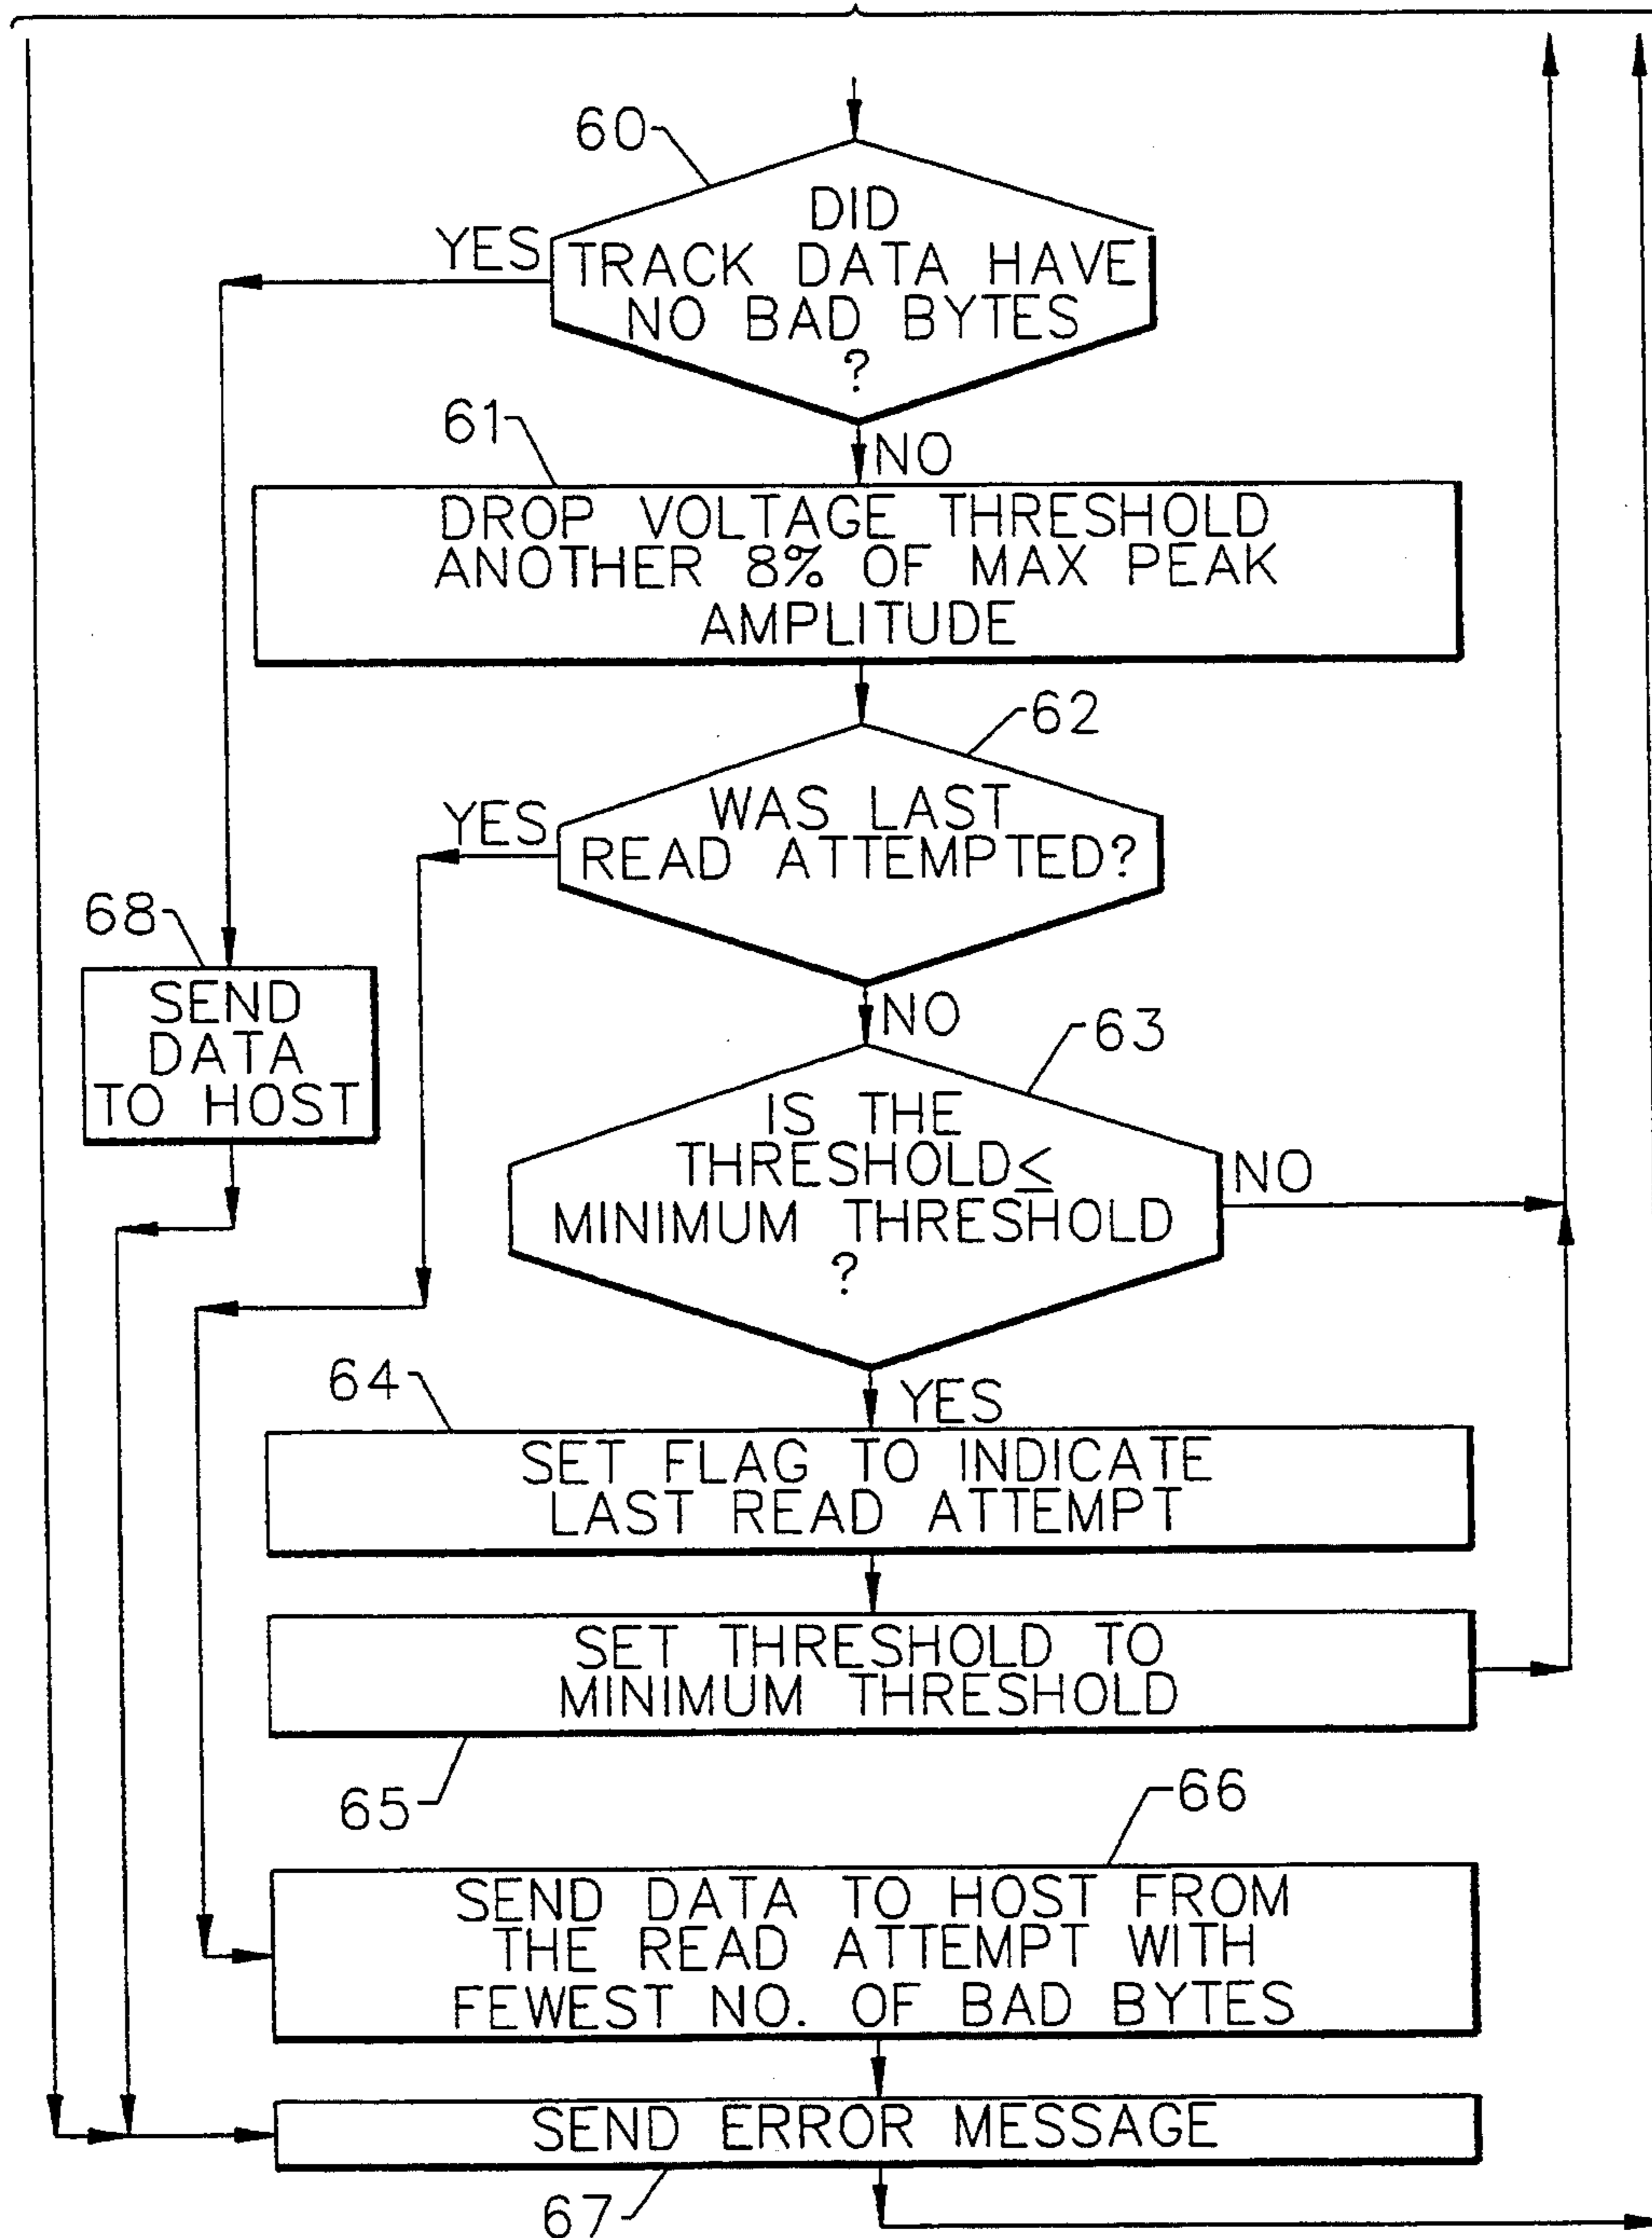 60
DID
TRACK DATA HAVE
NO BAD BYTES
?
YES
NO
61
DROP VOLTAGE THRESHOLD
ANOTHER 8% OF MAX PEAK
AMPLITUDE
62
WAS LAST
READ ATTEMPTED?
YES
NO
68
SEND
DATA
TO HOST
63
IS THE
THRESHOLD≤
MINIMUM THRESHOLD
?
NO
YES
64
SET FLAG TO INDICATE
LAST READ ATTEMPT
SET THRESHOLD TO
MINIMUM THRESHOLD
65
66
SEND DATA TO HOST FROM
THE READ ATTEMPT WITH
FEWEST NO. OF BAD BYTES
SEND ERROR MESSAGE
67